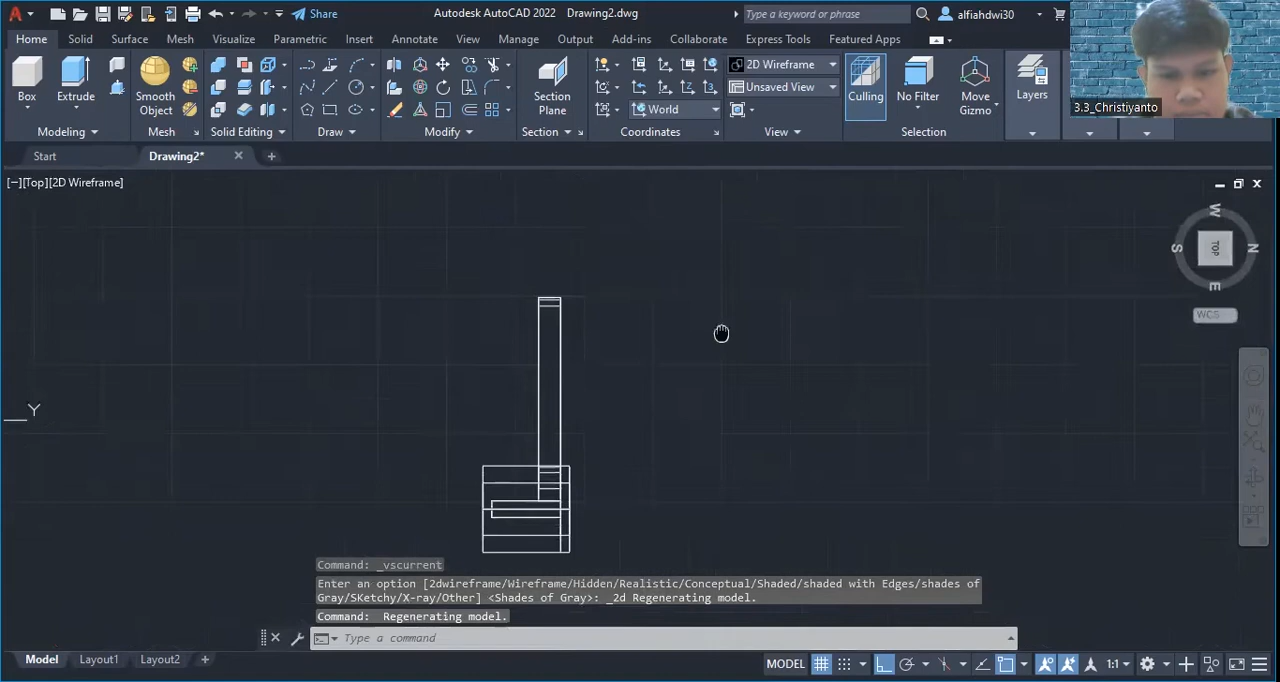 A Share Autodesk AutoCAD 2022 Drawing2.dwg Type a keyword or phrase alfiahdwi30
Home Solid Surface Mesh Visualize Parametric Insert Annotate View Manage Output Add-ins Collaborate Express Tools Featured Apps
2D Wireframe
Unsaved View
World
Box Extrude Smooth Object Section Plane Culling No Filter Move Gizmo Layers
3.3_Christiyanto
Modeling Mesh Solid Editing Draw Modify Section Coordinates View Selection
Start Drawing2*
[−][Top][2D Wireframe]
W
S TOP N
E
WCS
Y
Command: _vscurrent
Enter an option [2dwireframe/Wireframe/Hidden/Realistic/Conceptual/Shaded/shaded with Edges/shades of
Gray/SKetchy/X-ray/Other] <Shades of Gray>: _2d Regenerating model.
Command: Regenerating model.
Type a command
Model Layout1 Layout2 + MODEL 1:1